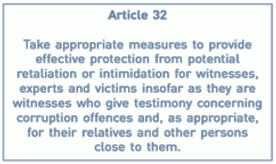 Article 32
Take appropriate measures to provide
effective protection from potential
retaliation or intimidation for witnesses,
experts and victims insofar as they are
witnesses who give testimony concerning
corruption offences and, as appropriate,
for their relatives and other persons
close to them.